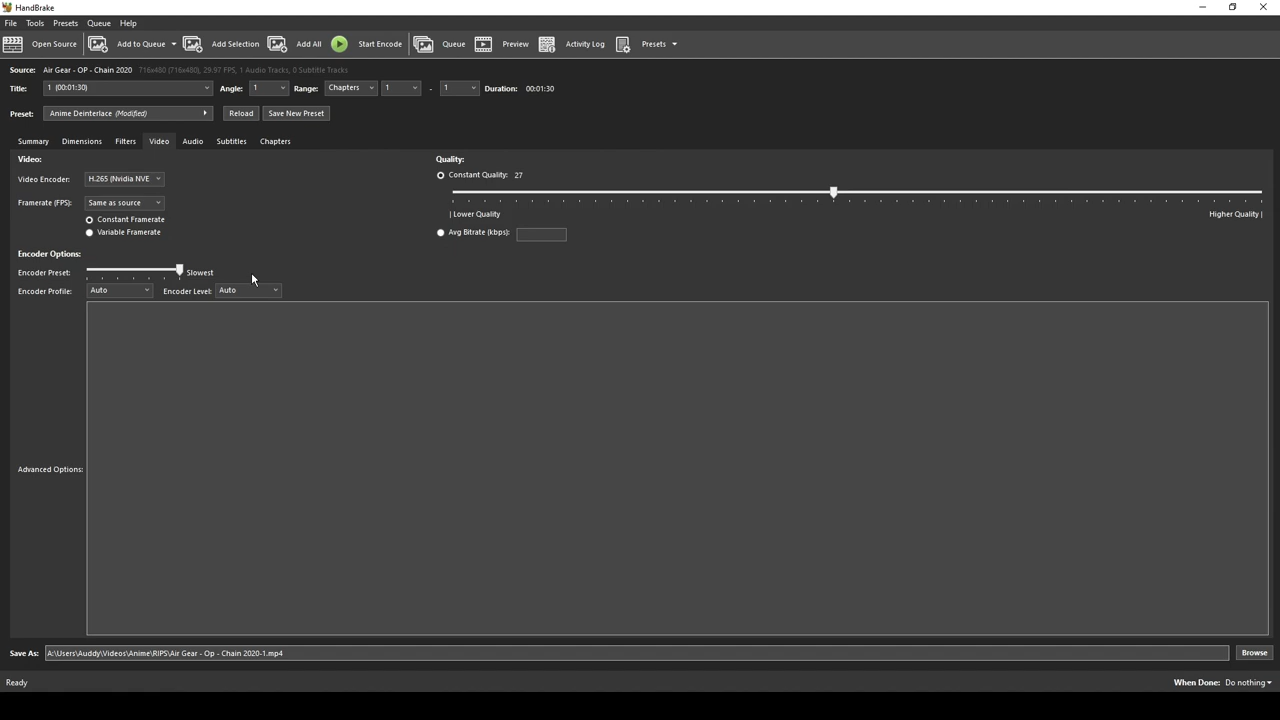 HandBrake
File Tools Presets Queue Help
Open Source Add to Queue Add Selection Add All Start Encode Queue Preview Activity Log Presets
Source: Air Gear - OP - Chain 2020 716x480 (716x480), 29.97 FPS, 1 Audio Tracks, 0 Subtitle Tracks
Title: 1 (00:01:30) Angle: 1 Range: Chapters 1 - 1 Duration: 00:01:30
Preset: Anime Deinterlace (Modified) Reload Save New Preset
Summary Dimensions Filters Video Audio Subtitles Chapters
Video: Quality:
Video Encoder: H.265 (Nvidia NVE Constant Quality: 27
Framerate (FPS): Same as source
| Lower Quality Higher Quality |
Constant Framerate
Variable Framerate Avg Bitrate (kbps):
Encoder Options:
Encoder Preset: Slowest
Encoder Profile: Auto Encoder Level: Auto
Advanced Options:
Save As: A:\Users\Auddy\Videos\Anime\RIPS\Air Gear - Op - Chain 2020-1.mp4 Browse
Ready When Done: Do nothing